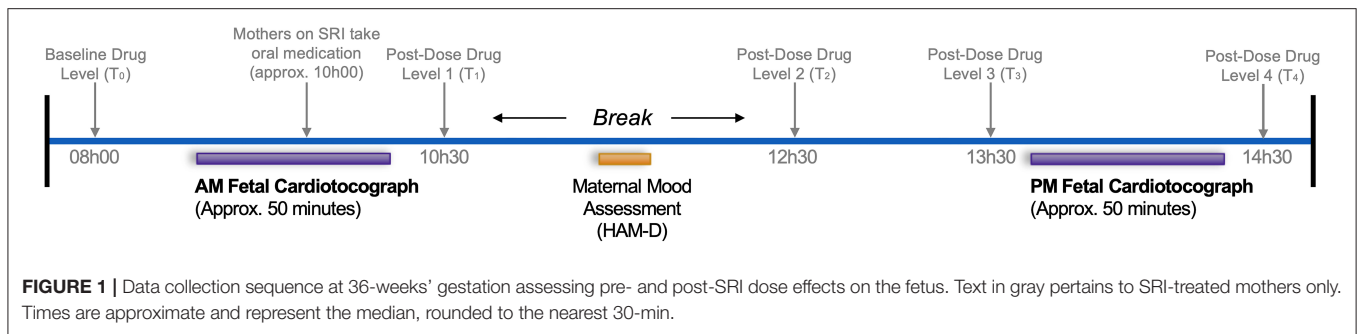 Baseline Drug
Level (T₀)
Mothers on SRI take
oral medication
(approx. 10h00)
Post-Dose Drug
Level 1 (T₁)
Break
Post-Dose Drug
Level 2 (T₂)
Post-Dose Drug
Level 3 (T₃)
Post-Dose Drug
Level 4 (T₄)
08h00
10h30
12h30
13h30
14h30
AM Fetal Cardiotocograph
(Approx. 50 minutes)
Maternal Mood
Assessment
(HAM-D)
PM Fetal Cardiotocograph
(Approx. 50 minutes)
FIGURE 1 | Data collection sequence at 36-weeks' gestation assessing pre- and post-SRI dose effects on the fetus. Text in gray pertains to SRI-treated mothers only.
Times are approximate and represent the median, rounded to the nearest 30-min.